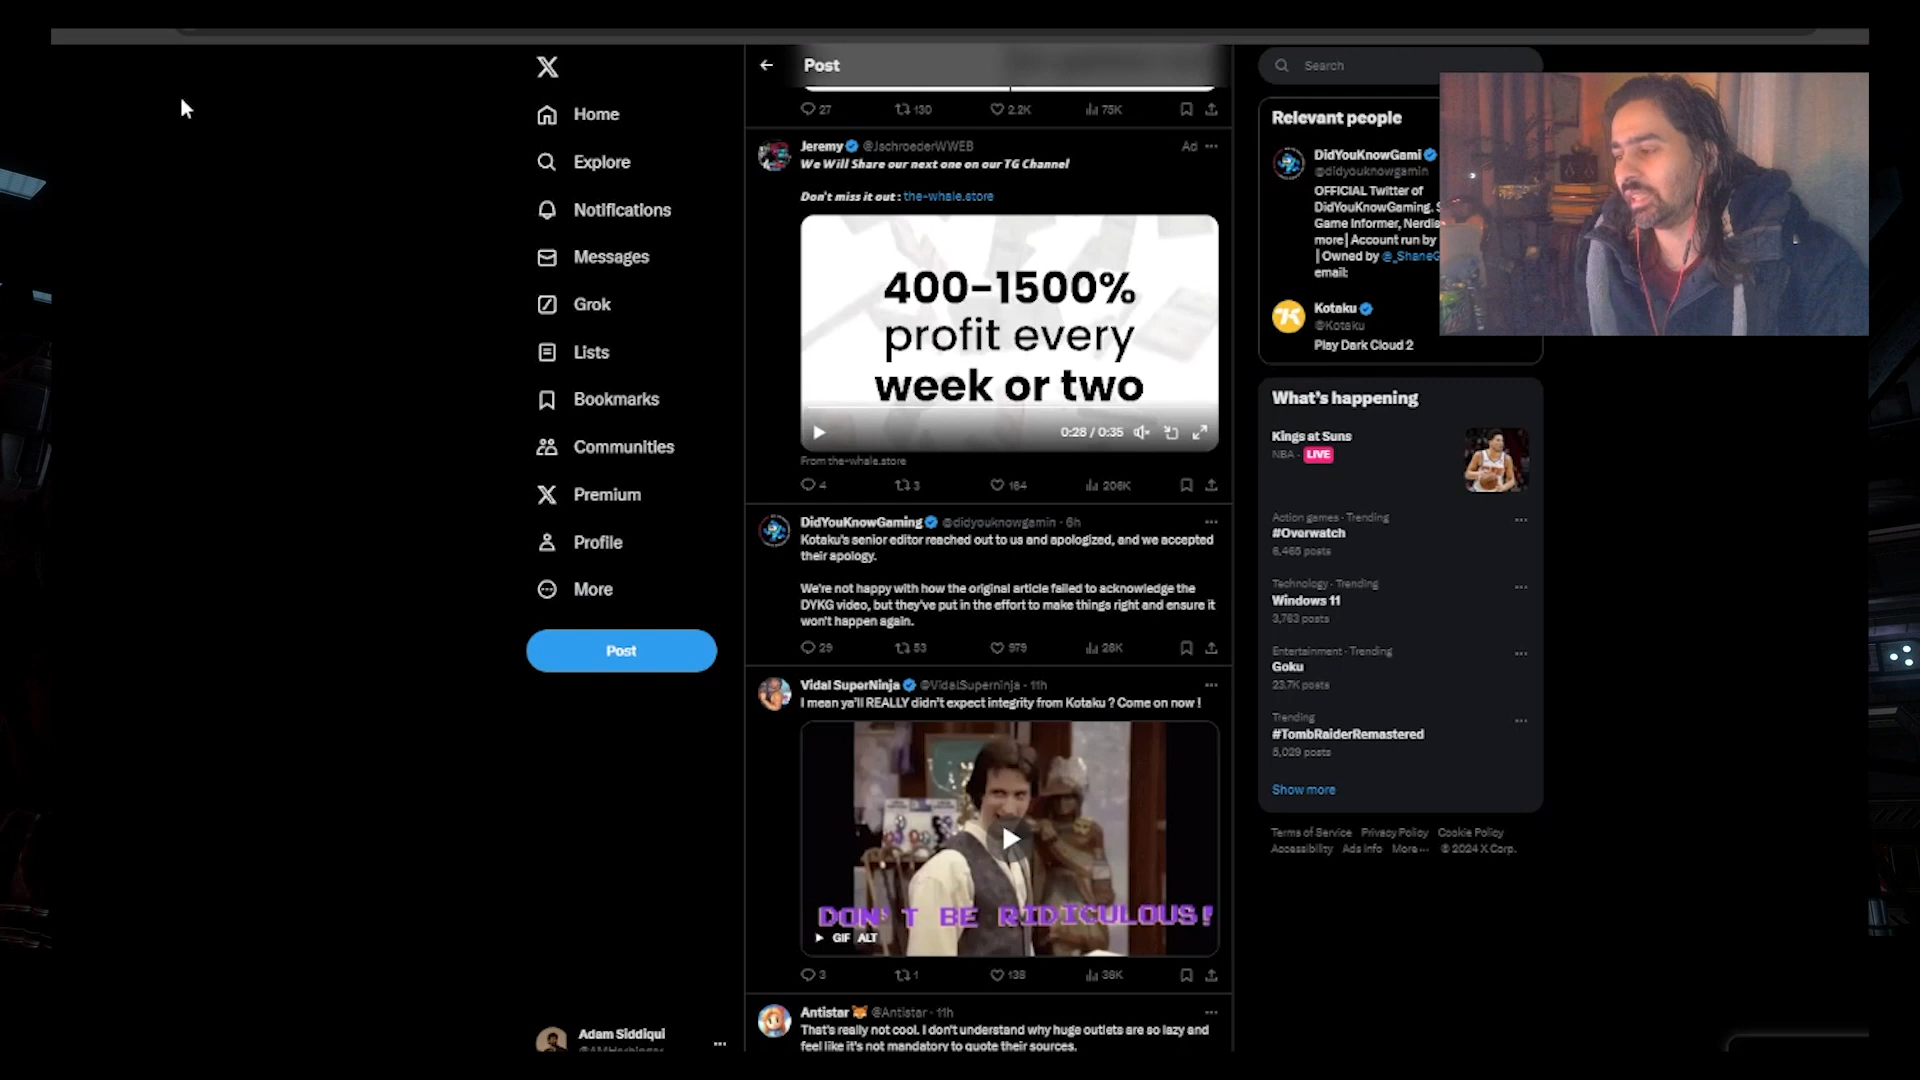 Home
Explore
Notifications
Messages
Grok
Lists
Bookmarks
Communities
Premium
Profile
More
Post
Adam Siddiqui
Post
27 130 2.2K 75K
Jeremy @JschroederWWEB Ad
We Will Share our next one on our TG Channel
Don't miss it out : the-whale.store
400-1500%
profit every
week or two
0:28 / 0:35
From the-whale.store
4 3 164 206K
DidYouKnowGaming @didyouknowgamin · 6h
Kotaku's senior editor reached out to us and apologized, and we accepted
their apology.
We're not happy with how the original article failed to acknowledge the
DYKG video, but they've put in the effort to make things right and ensure it
won't happen again.
29 53 979 26K
Vidal SuperNinja @VidalSuperninja · 11h
I mean ya'll REALLY didn't expect integrity from Kotaku ? Come on now !
DON'T BE RIDICULOUS!
GIF ALT
3 1 138 36K
Antistar @Antistar · 11h
That's really not cool. I don't understand why huge outlets are so lazy and
feel like it's not mandatory to quote their sources.
Search
Relevant people
DidYouKnowGami
@didyouknowgamin
OFFICIAL Twitter of
DidYouKnowGaming. S
Game Informer, Nerdis
more| Account run by
|Owned by @_ShaneG
email:
Kotaku
@Kotaku
Play Dark Cloud 2
What's happening
Kings at Suns
NBA · LIVE
Action games · Trending
#Overwatch
6,465 posts
Technology · Trending
Windows 11
3,763 posts
Entertainment · Trending
Goku
23.7K posts
Trending
#TombRaiderRemastered
5,029 posts
Show more
Terms of Service Privacy Policy Cookie Policy
Accessibility Ads info More ··· © 2024 X Corp.